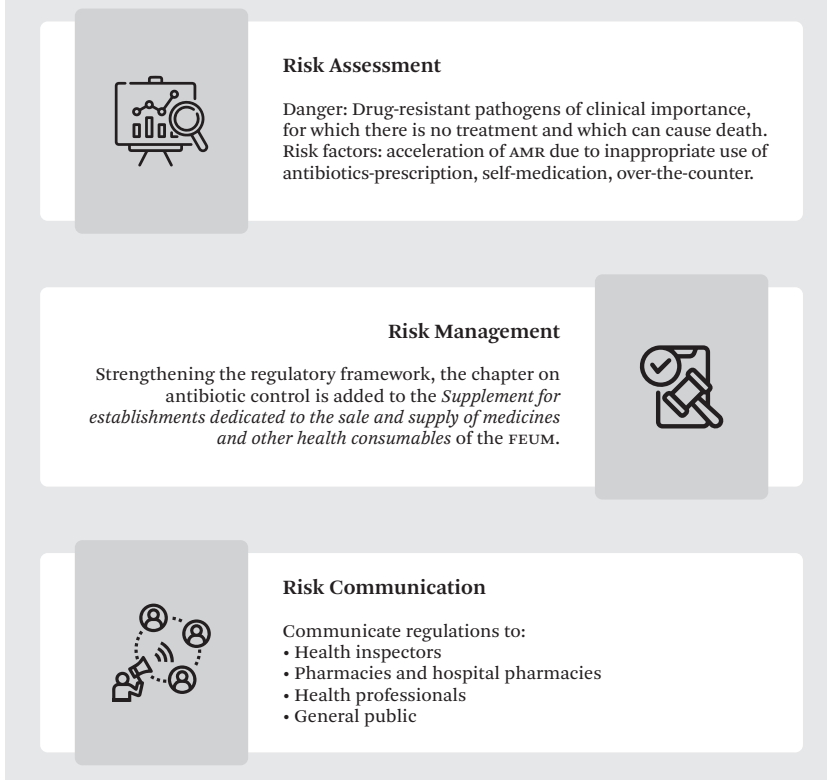 Risk Assessment
Danger: Drug-resistant pathogens of clinical importance,
for which there is no treatment and which can cause death.
Risk factors: acceleration of AMR due to inappropriate use of
antibiotics-prescription, self-medication, over-the-counter.
Risk Management
Strengthening the regulatory framework, the chapter on
antibiotic control is added to the Supplement for
establishments dedicated to the sale and supply of medicines
and other health consumables of the FEUM.
Risk Communication
Communicate regulations to:
• Health inspectors
• Pharmacies and hospital pharmacies
• Health professionals
• General public